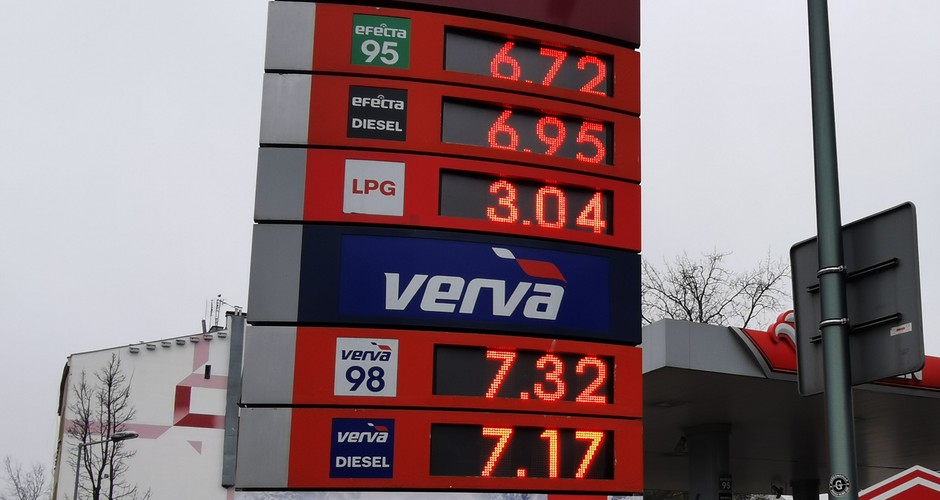 efecta
95
6.72
efecta
DIESEL
6.95
LPG
3.04
verva
verva
98
7.32
verva
DIESEL
7.17